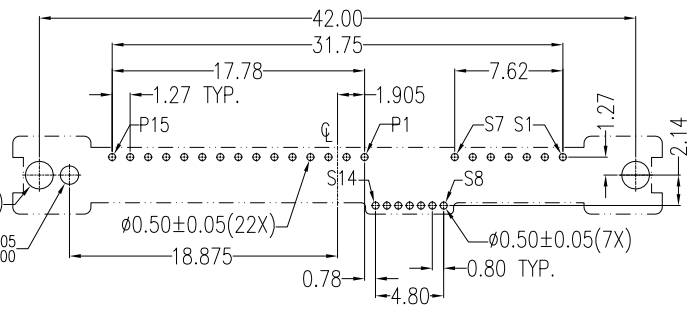 42.00
31.75
17.78
7.62
1.27 TYP.
1.905
1.27
2.14
P15
℄
P1
S7 S1
S14
S8
ø0.50±0.05(22X)
ø0.50±0.05(7X)
)
05
00
18.875
0.78
0.80 TYP.
4.80